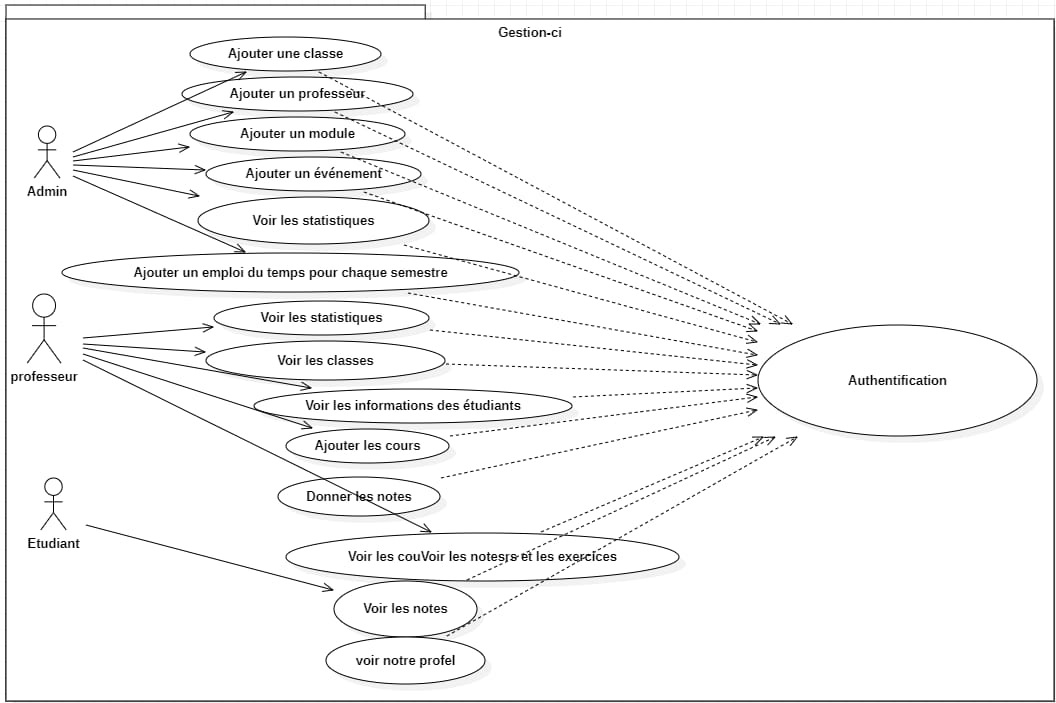 Gestion-ci
Ajouter une classe
Ajouter un professeur
Ajouter un module
Ajouter un événement
Voir les statistiques
Ajouter un emploi du temps pour chaque semestre
Admin
Voir les statistiques
Voir les classes
Voir les informations des étudiants
Ajouter les cours
Donner les notes
professeur
Voir les couVoir les notesrs et les exercices
Voir les notes
voir notre profel
Etudiant
Authentification